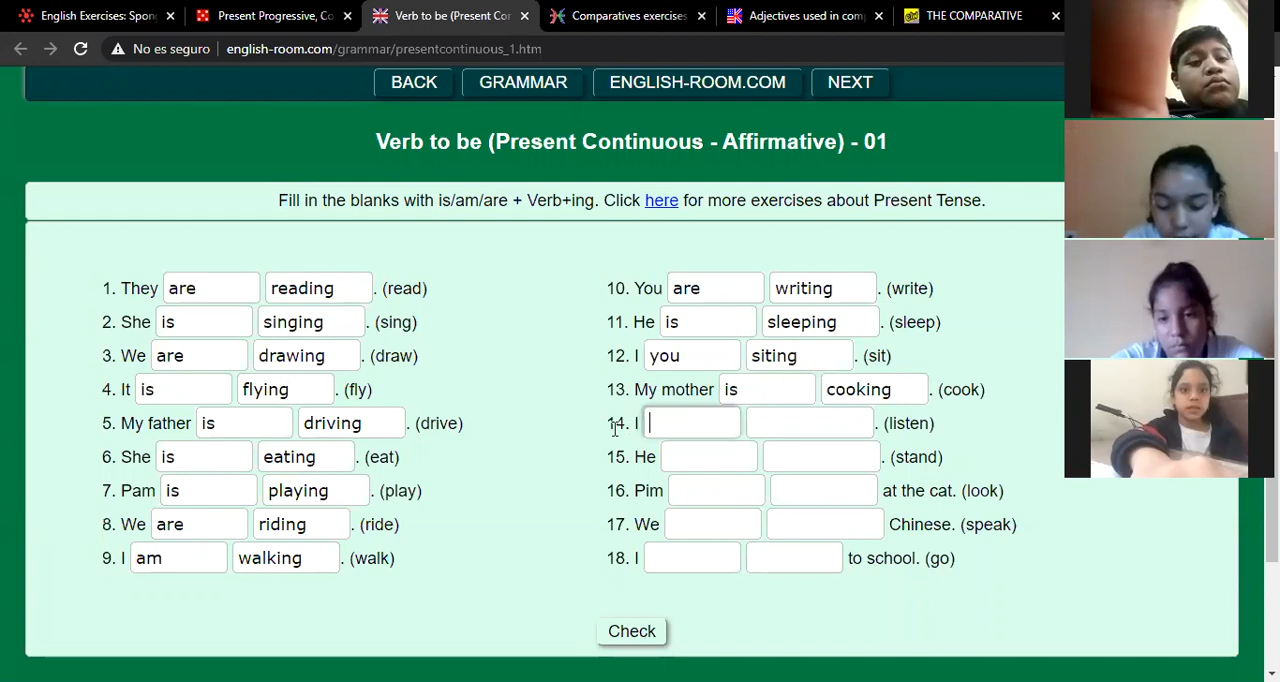 English Exercises: Spon
Present Progressive, Co
Verb to be (Present Con
Comparatives exercises
Adjectives used in com
THE COMPARATIVE
No es seguro
english-room.com/grammar/presentcontinuous_1.htm
BACK
GRAMMAR
ENGLISH-ROOM.COM
NEXT
Verb to be (Present Continuous - Affirmative) - 01
Fill in the blanks with is/am/are + Verb+ing. Click here for more exercises about Present Tense.
1. They are reading . (read)
2. She is singing . (sing)
3. We are drawing . (draw)
4. It is flying . (fly)
5. My father is driving . (drive)
6. She is eating . (eat)
7. Pam is playing . (play)
8. We are riding . (ride)
9. I am walking . (walk)
10. You are writing . (write)
11. He is sleeping . (sleep)
12. I you siting . (sit)
13. My mother is cooking . (cook)
14. I . (listen)
15. He . (stand)
16. Pim at the cat. (look)
17. We Chinese. (speak)
18. I to school. (go)
Check